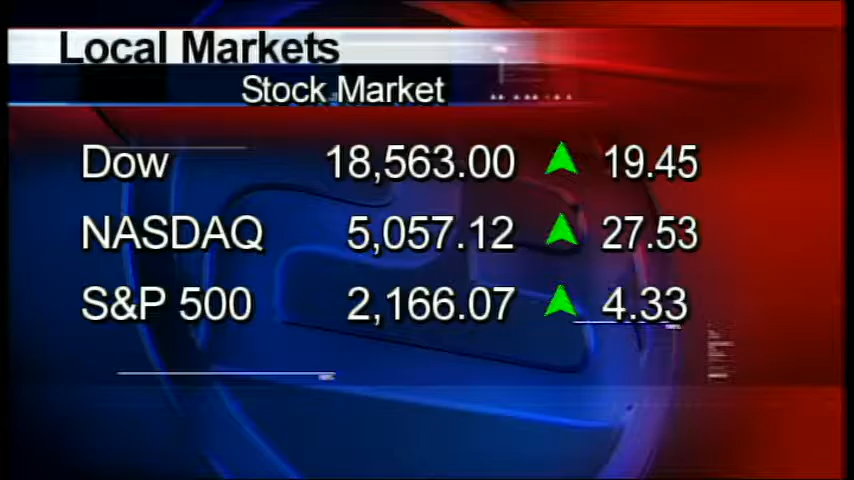 Local Markets
Stock Market
Dow 18,563.00 19.45
NASDAQ 5,057.12 27.53
S&P 500 2,166.07 4.33